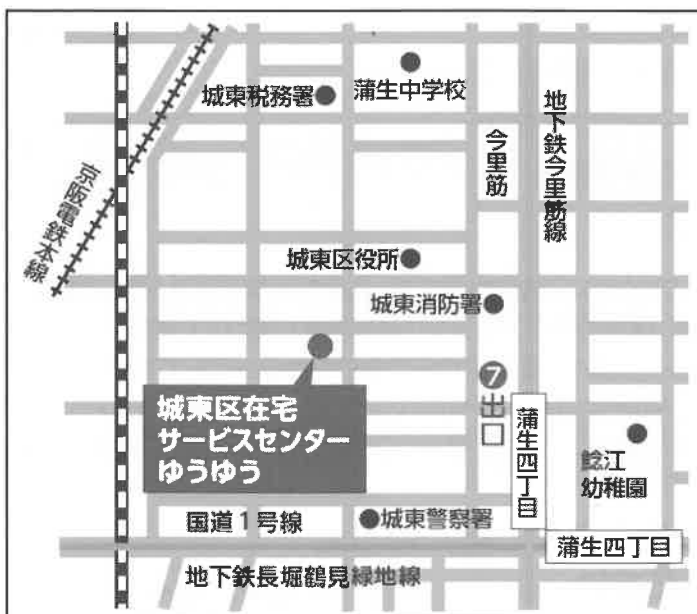 城東税務署
蒲生中学校
京阪電鉄本線
今里筋
地下鉄今里筋線
城東区役所
城東消防署
城東区在宅
サービスセンター
ゆうゆう
7出口
蒲生四丁目
鯰江
幼稚園
国道1号線
城東警察署
蒲生四丁目
地下鉄長堀鶴見緑地線